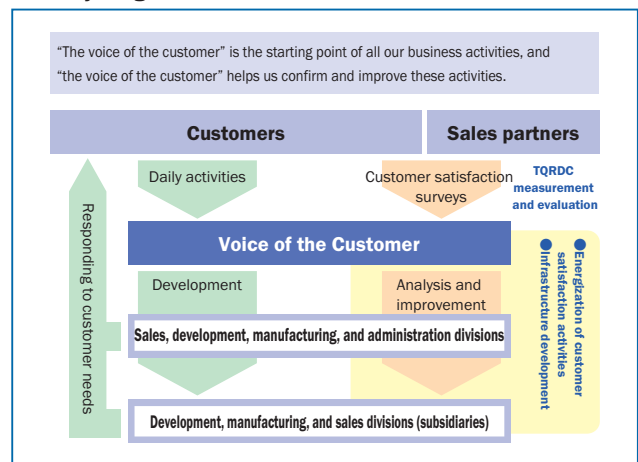 “The voice of the customer” is the starting point of all our business activities, and
“the voice of the customer” helps us confirm and improve these activities.
Customers
Sales partners
Daily activities
Customer satisfaction
surveys
TQRDC
measurement
and evaluation
Responding to customer needs
Voice of the Customer
Development
Analysis and
improvement
●Energization of customer
satisfaction activities
●Infrastructure development
Sales, development, manufacturing, and administration divisions
Development, manufacturing, and sales divisions (subsidiaries)